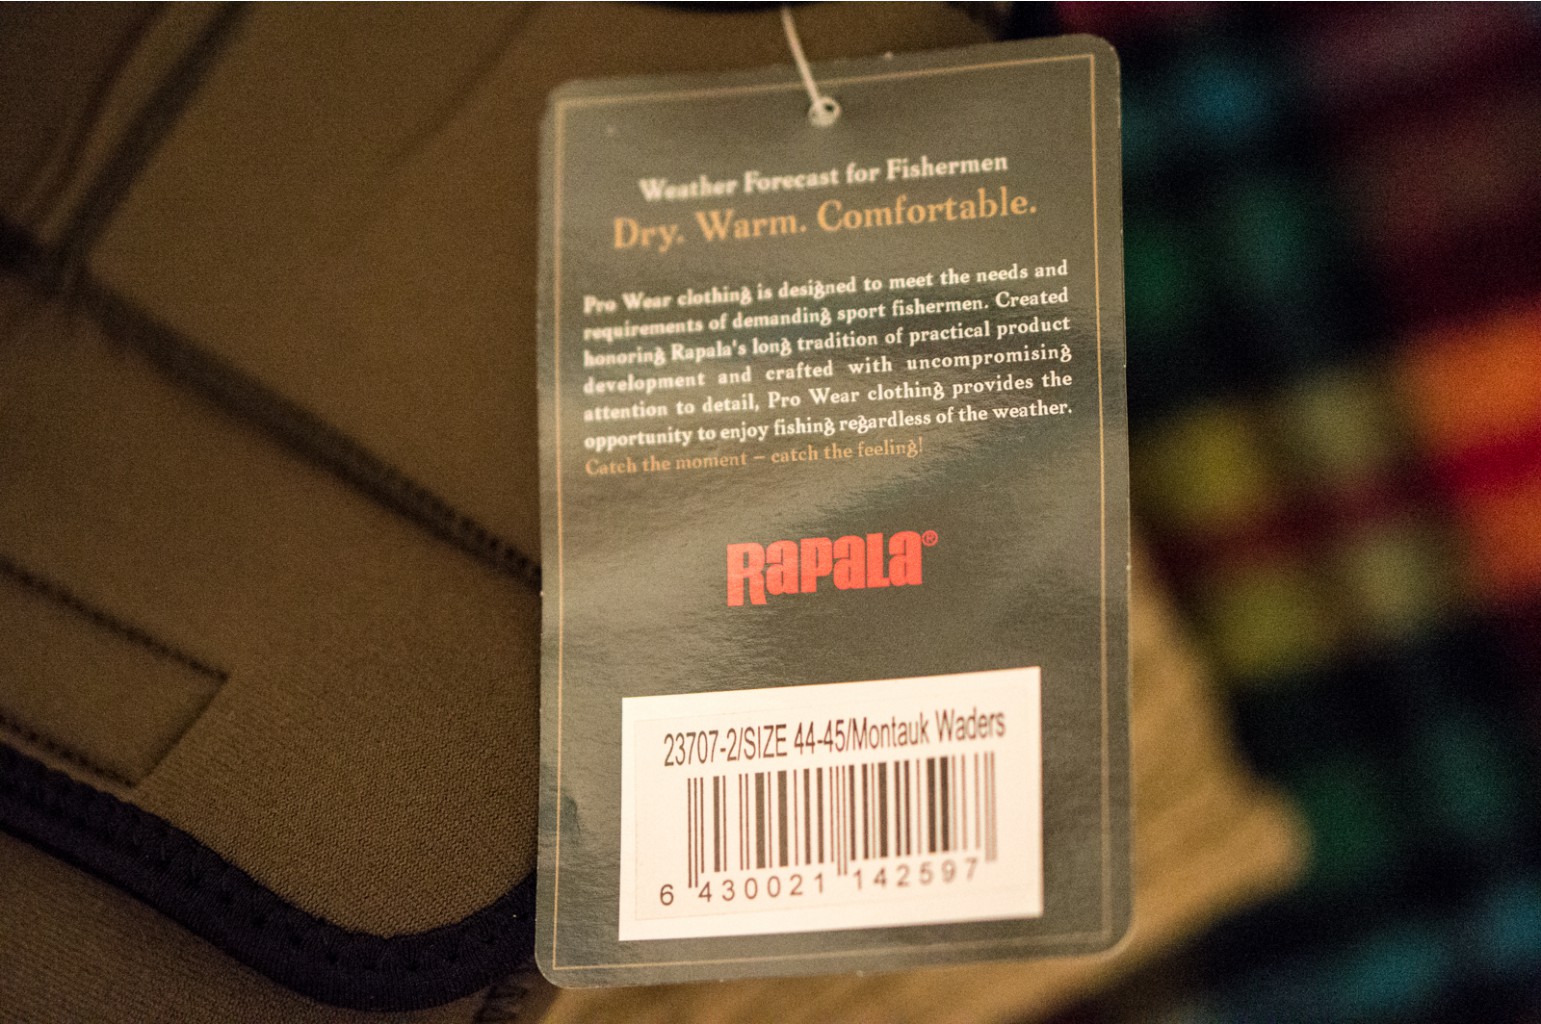 Weather Forecast for Fishermen
Dry. Warm. Comfortable.
Pro Wear clothing is designed to meet the needs and
requirements of demanding sport fishermen. Created
honoring Rapala's long tradition of practical product
development and crafted with uncompromising
attention to detail, Pro Wear clothing provides the
opportunity to enjoy fishing regardless of the weather.
Catch the moment – catch the feeling!
Rapala®
23707-2/SIZE 44-45/Montauk Waders
6 430021 142597